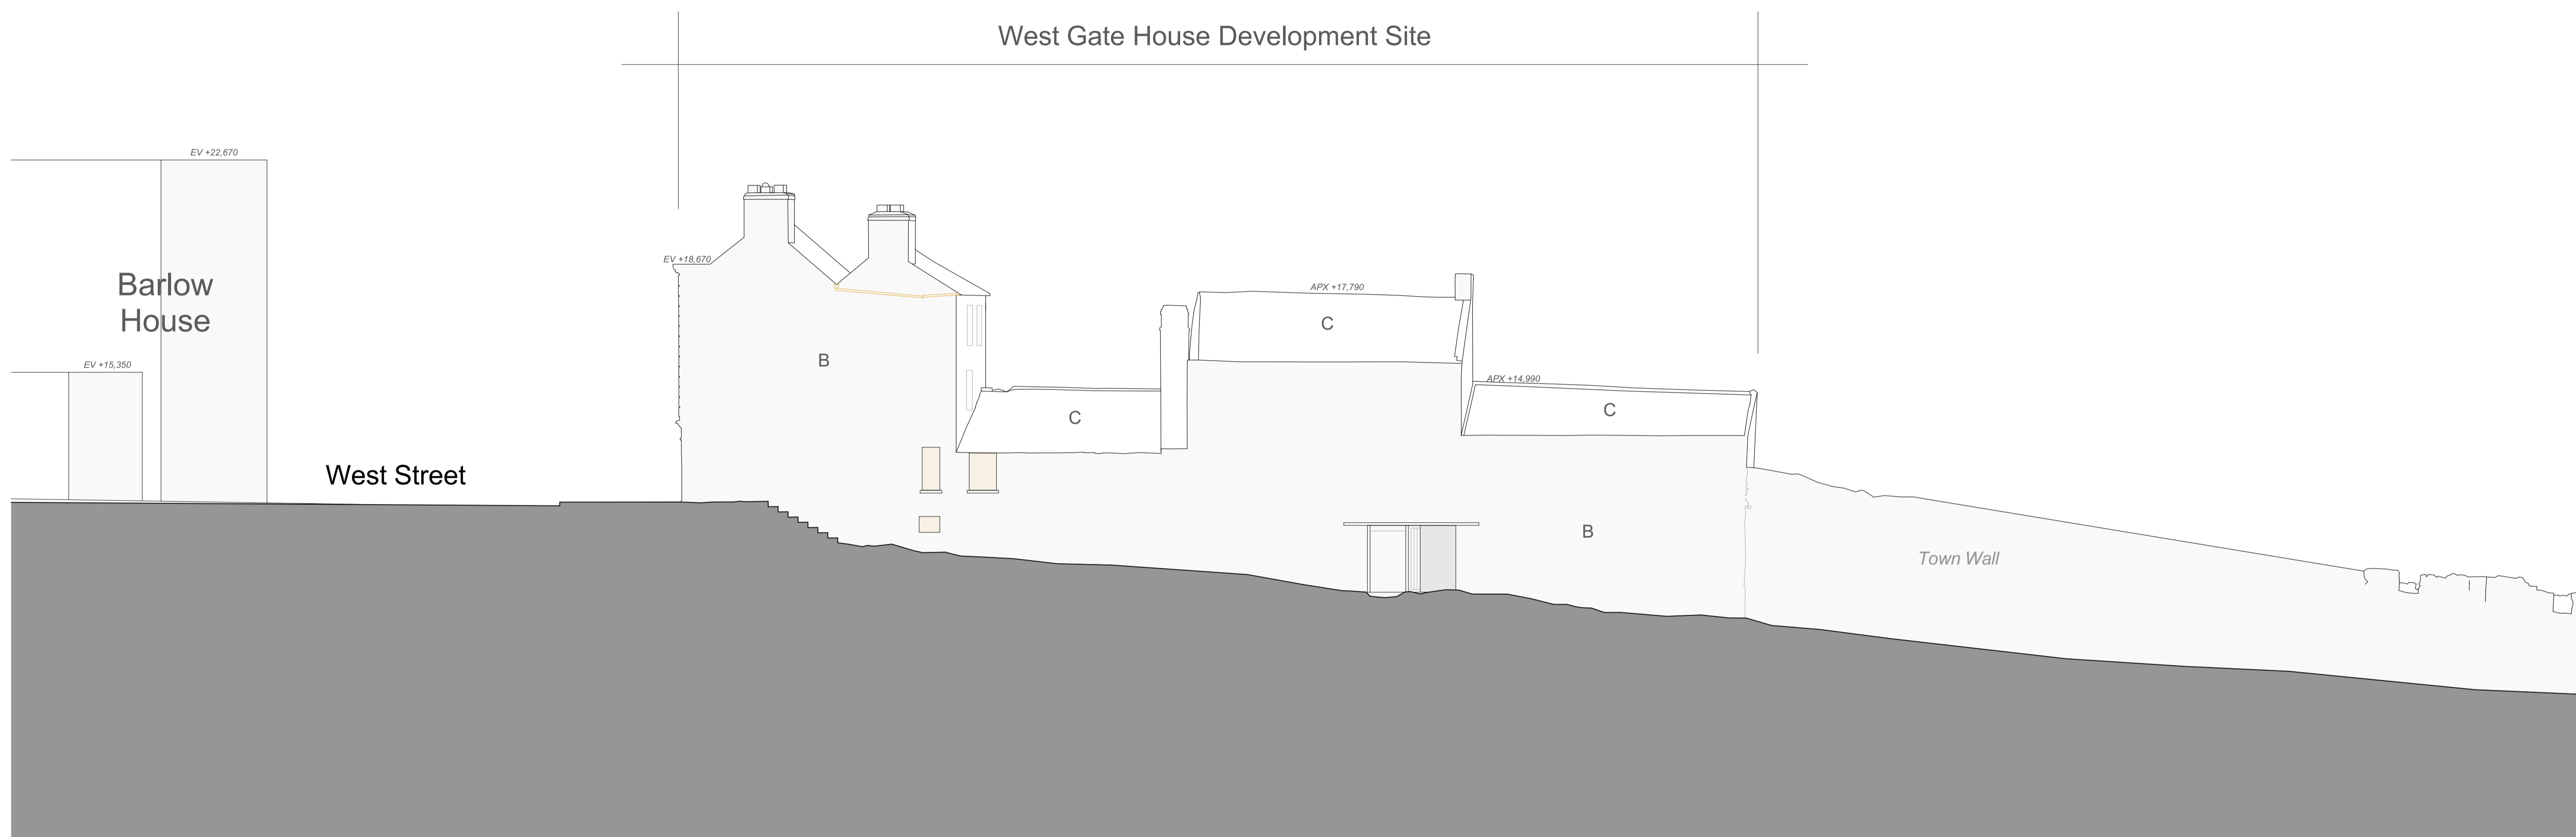 West Gate House Development Site
EV +22,670
EV +18,670
Barlow
House
APX +17,790
C
B
EV +15,350
APX +14,990
C
C
West Street
B
Town Wall